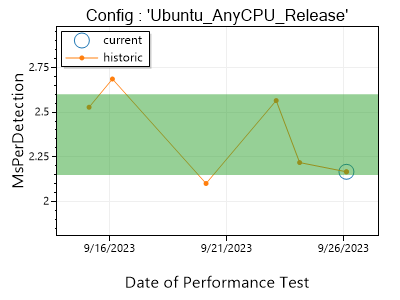 Config : 'Ubuntu_AnyCPU_Release'
current
historic
MsPerDetection
2.75
2.5
2.25
2
9/16/2023
9/21/2023
9/26/2023
Date of Performance Test